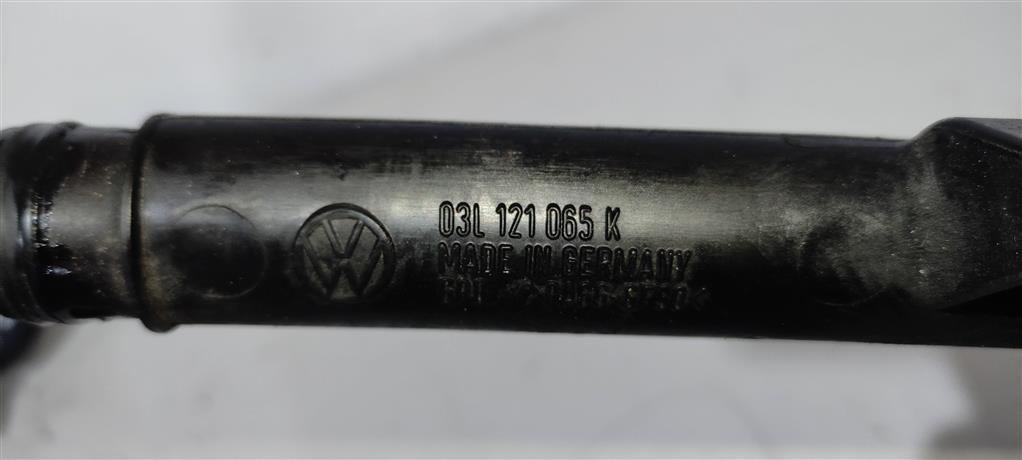 03L 121 065 K
MADE IN GERMANY